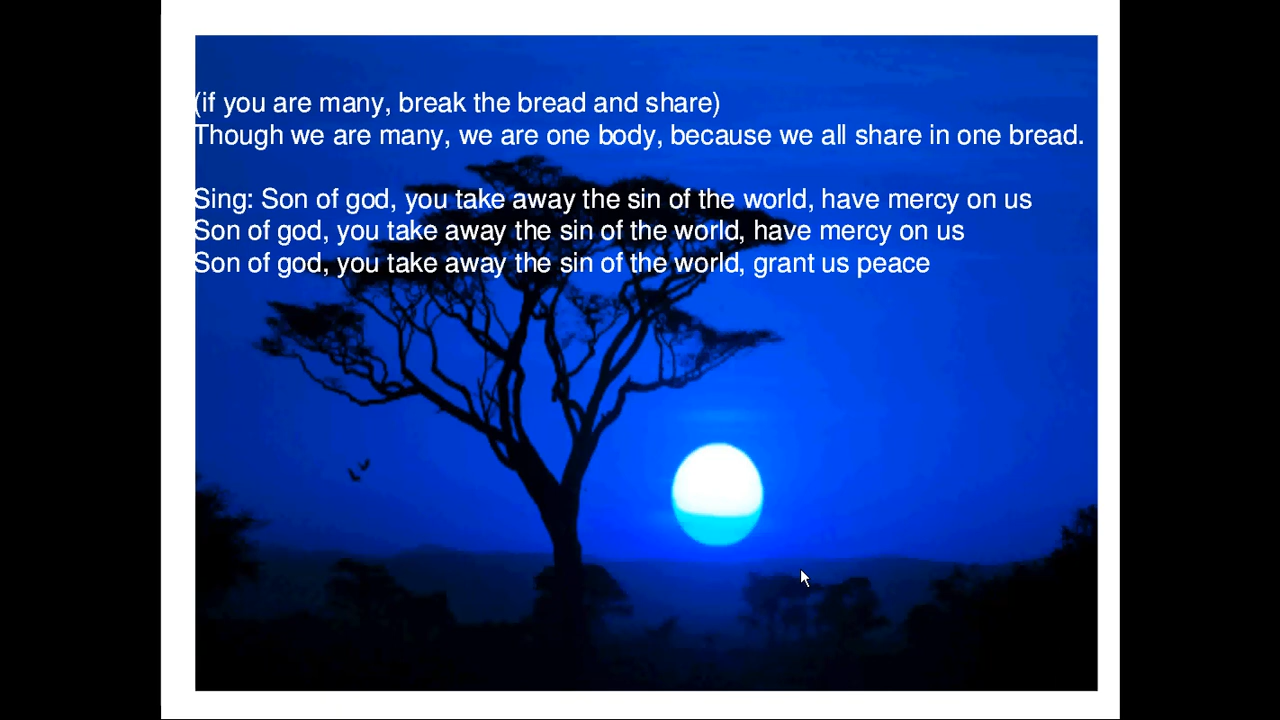 (if you are many, break the bread and share)
Though we are many, we are one body, because we all share in one bread.
Sing: Son of god, you take away the sin of the world, have mercy on us
Son of god, you take away the sin of the world, have mercy on us
Son of god, you take away the sin of the world, grant us peace